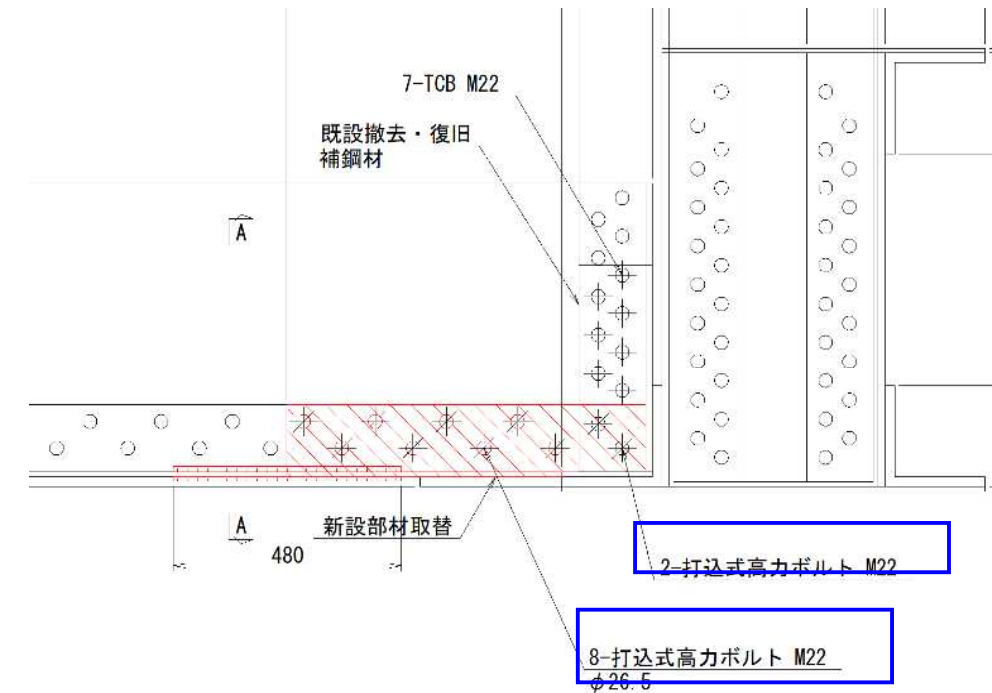 7-TCB M22
既設撤去・復旧
補鋼材
A
新設部材取替
A
480
2-打込式高力ボルト M22
8-打込式高力ボルト M22
φ26.5